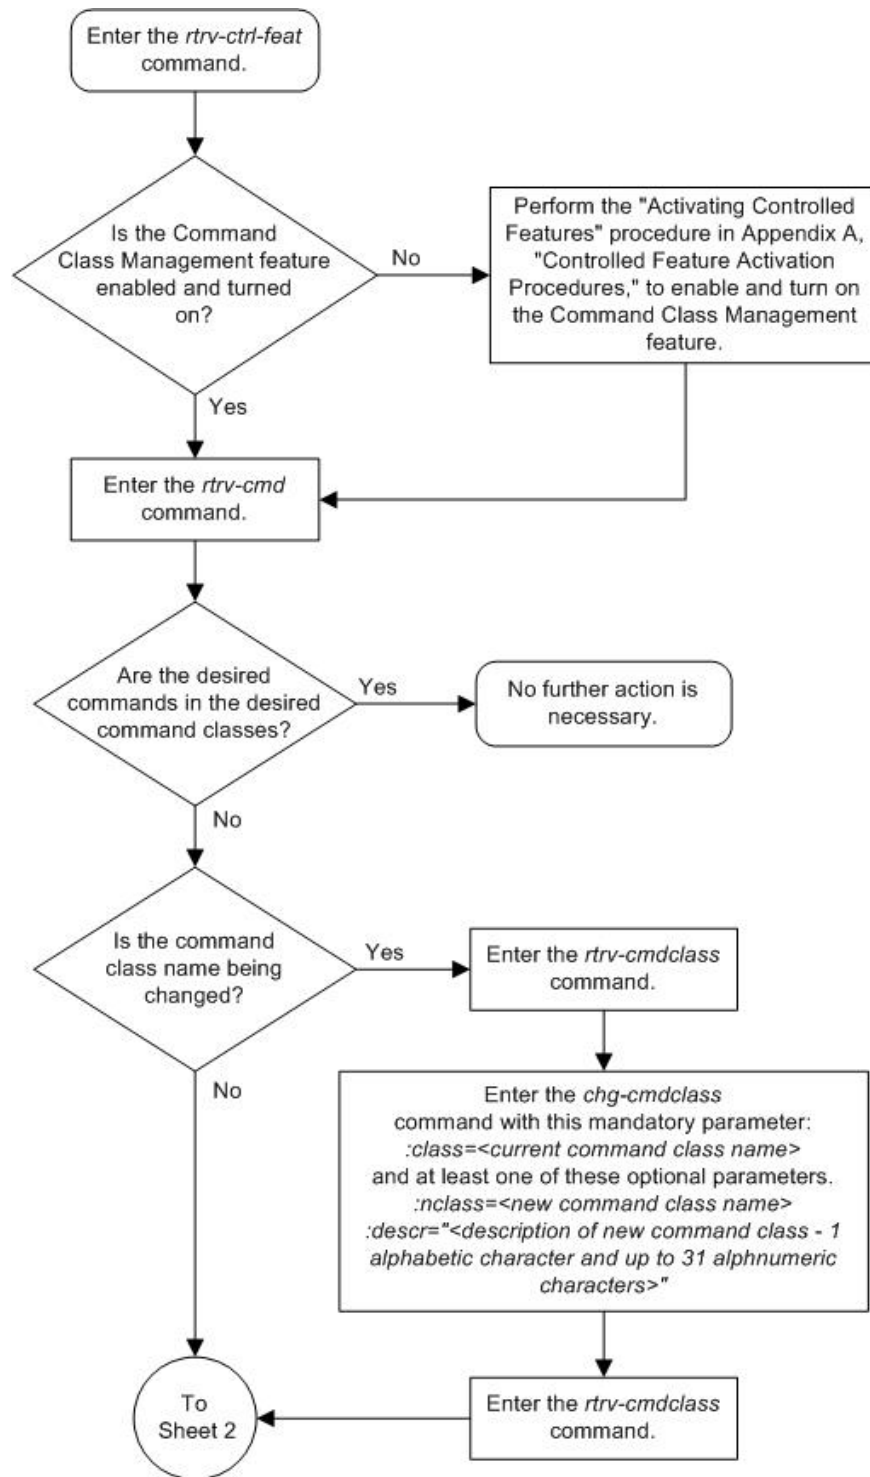 Enter the rtrv-ctrl-feat
command.
Is the Command
Class Management feature
enabled and turned
on?
No
Perform the "Activating Controlled
Features" procedure in Appendix A,
"Controlled Feature Activation
Procedures," to enable and turn on
the Command Class Management
feature.
Yes
Enter the rtrv-cmd
command.
Are the desired
commands in the desired
command classes?
Yes
No further action is
necessary.
No
Is the command
class name being
changed?
Yes
Enter the rtrv-cmdclass
command.
No
Enter the chg-cmdclass
command with this mandatory parameter:
:class=<current command class name>
and at least one of these optional parameters.
:nclass=<new command class name>
:descr="<description of new command class - 1
alphabetic character and up to 31 alphnumeric
characters>"
To
Sheet 2
Enter the rtrv-cmdclass
command.